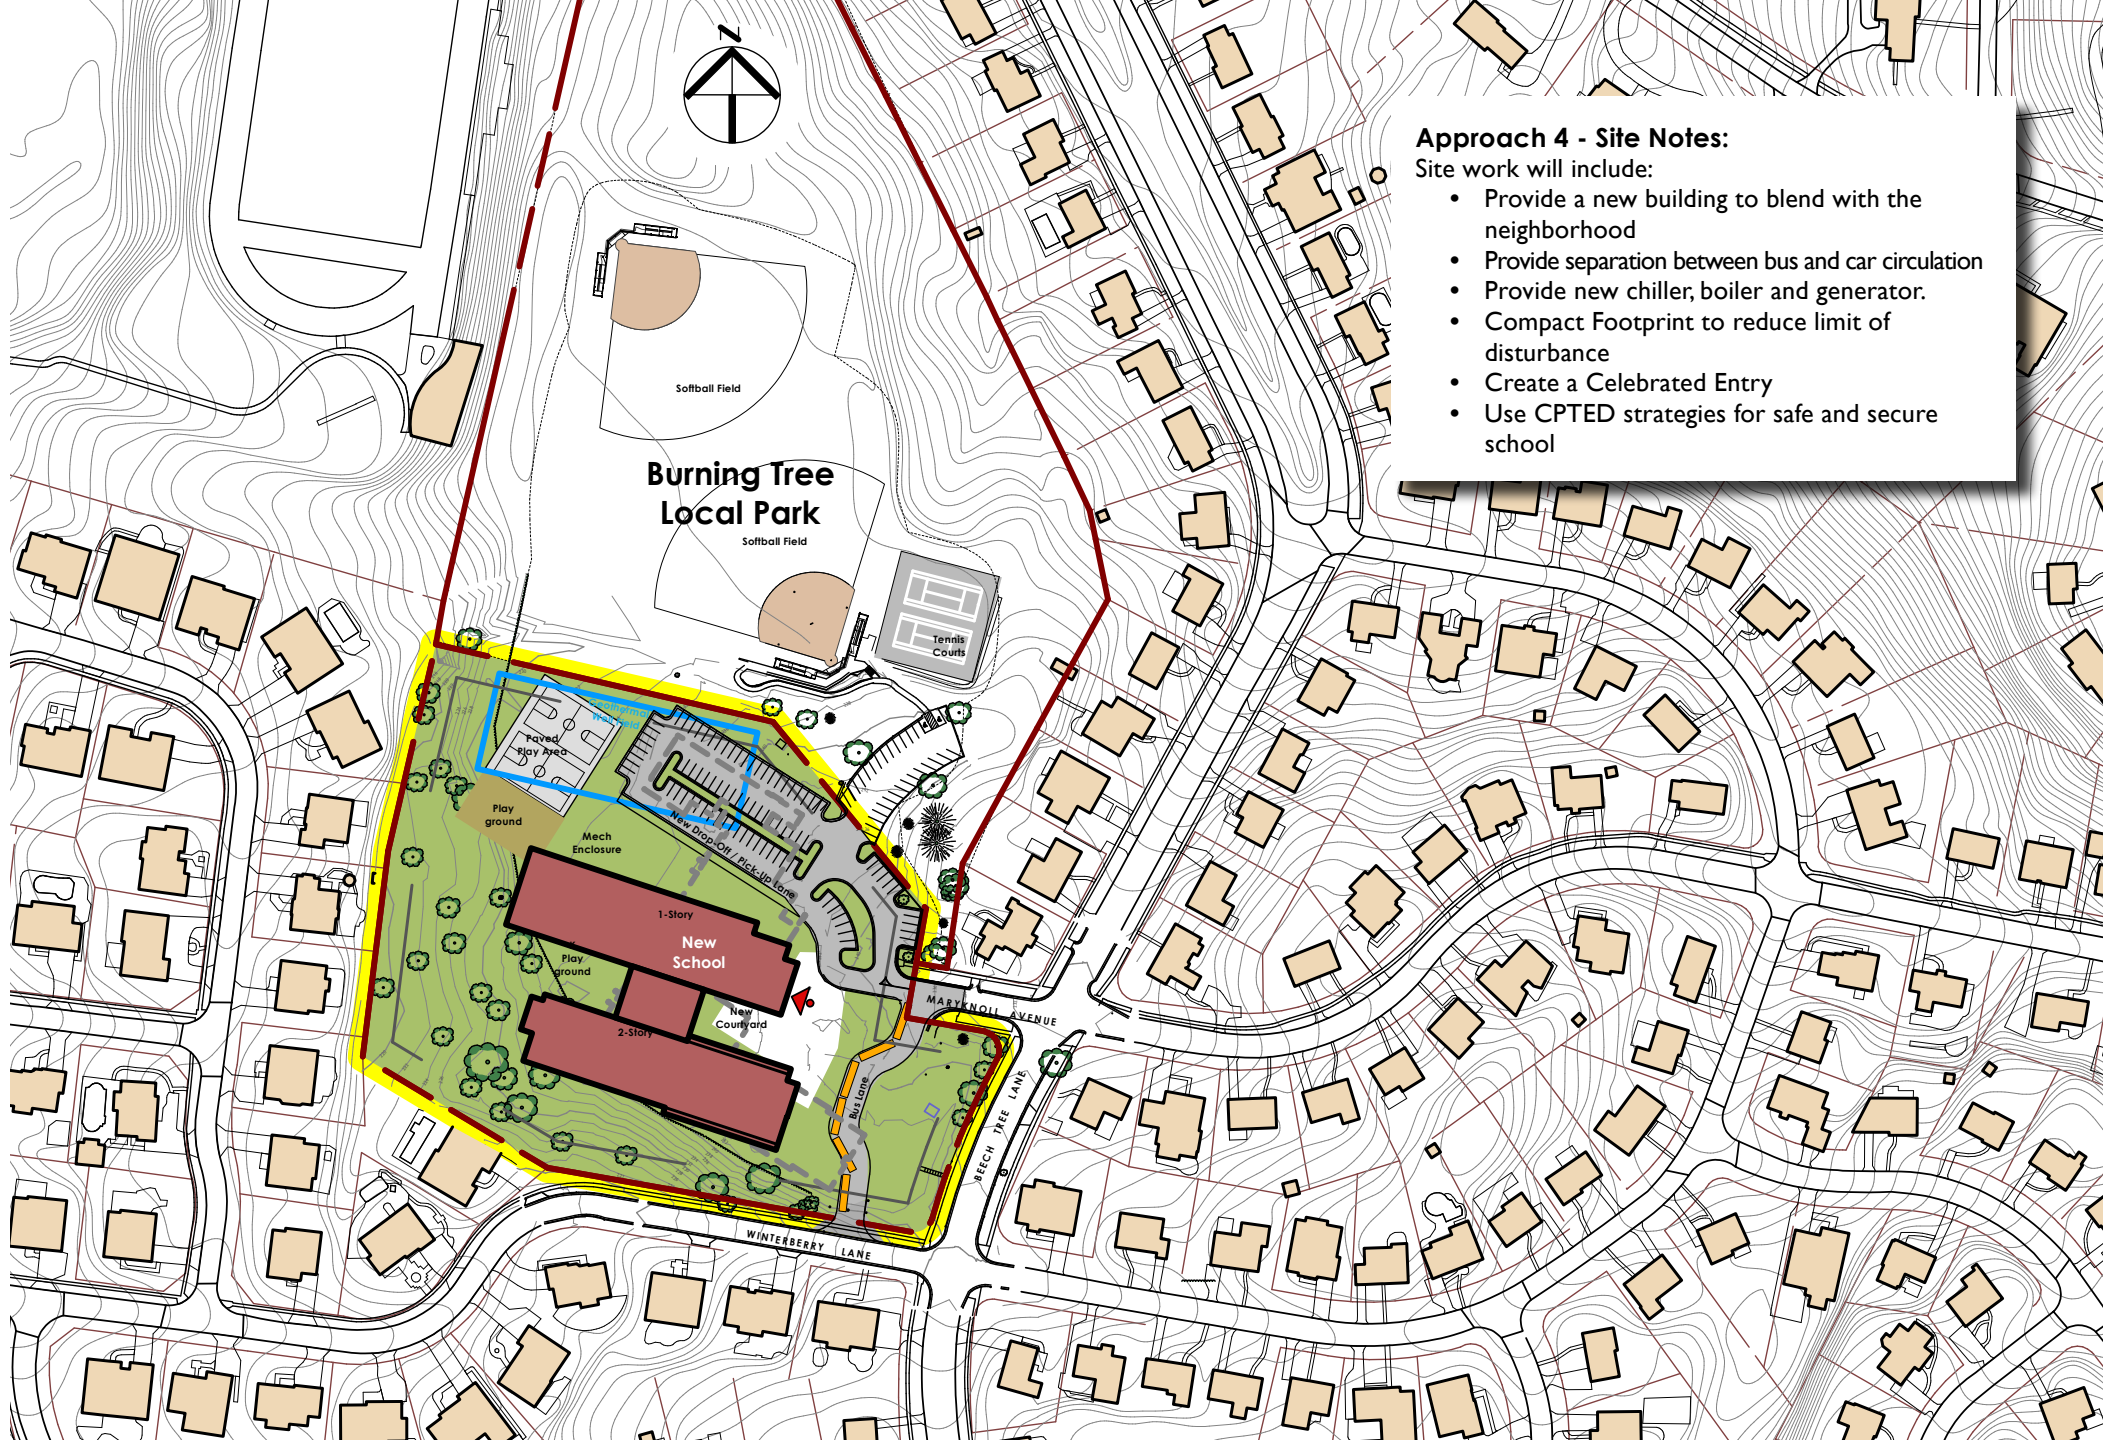 N
Approach 4 - Site Notes:
Site work will include:
• Provide a new building to blend with the
neighborhood
• Provide separation between bus and car circulation
• Provide new chiller, boiler and generator.
• Compact Footprint to reduce limit of
disturbance
• Create a Celebrated Entry
• Use CPTED strategies for safe and secure
school
Softball Field
Burning Tree
Local Park
Softball Field
Tennis
Courts
Geothermal
Well Field
Paved
Play Area
Play
ground
Mech
Enclosure
New Drop-Off / Pick-Up Lane
1-Story
New
School
Play
ground
New
Courtyard
2-Story
MARYKNOLL AVENUE
Bus Lane
BEECH TREE LANE
WINTERBERRY LANE